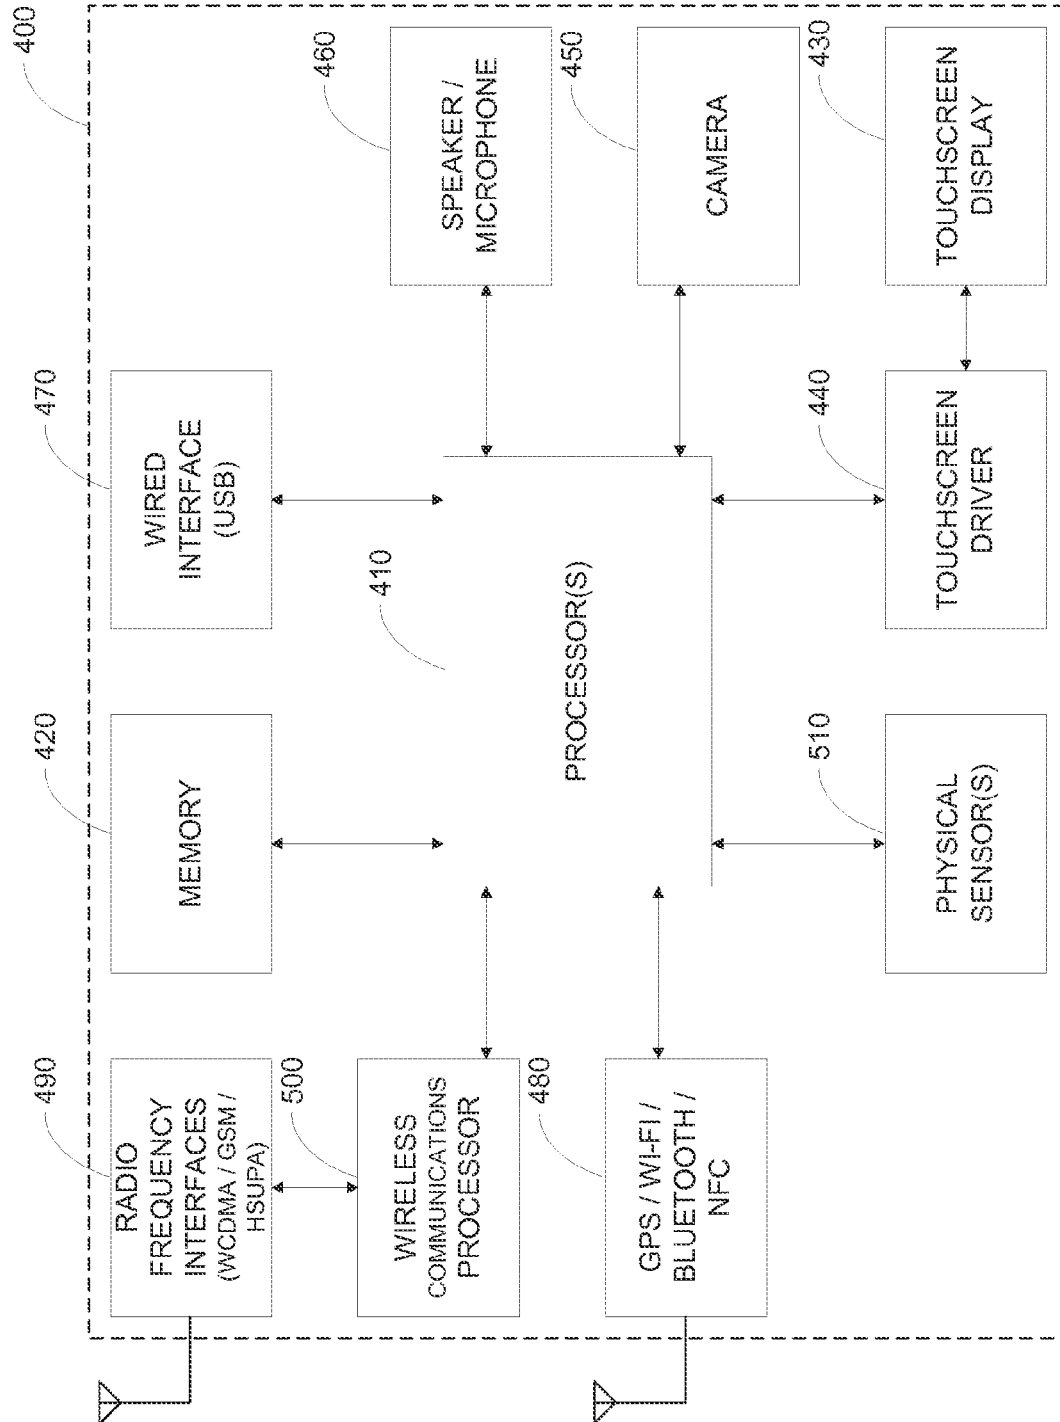 490
420
470
400
RADIO
FREQUENCY
INTERFACES
(WCDMA / GSM /
HSUPA)
MEMORY
WIRED
INTERFACE
(USB)
500
460
WIRELESS
COMMUNICATIONS
PROCESSOR
410
SPEAKER /
MICROPHONE
480
PROCESSOR(S)
450
GPS / WI-FI /
BLUETOOTH /
NFC
CAMERA
510
440
430
PHYSICAL
SENSOR(S)
TOUCHSCREEN
DRIVER
TOUCHSCREEN
DISPLAY